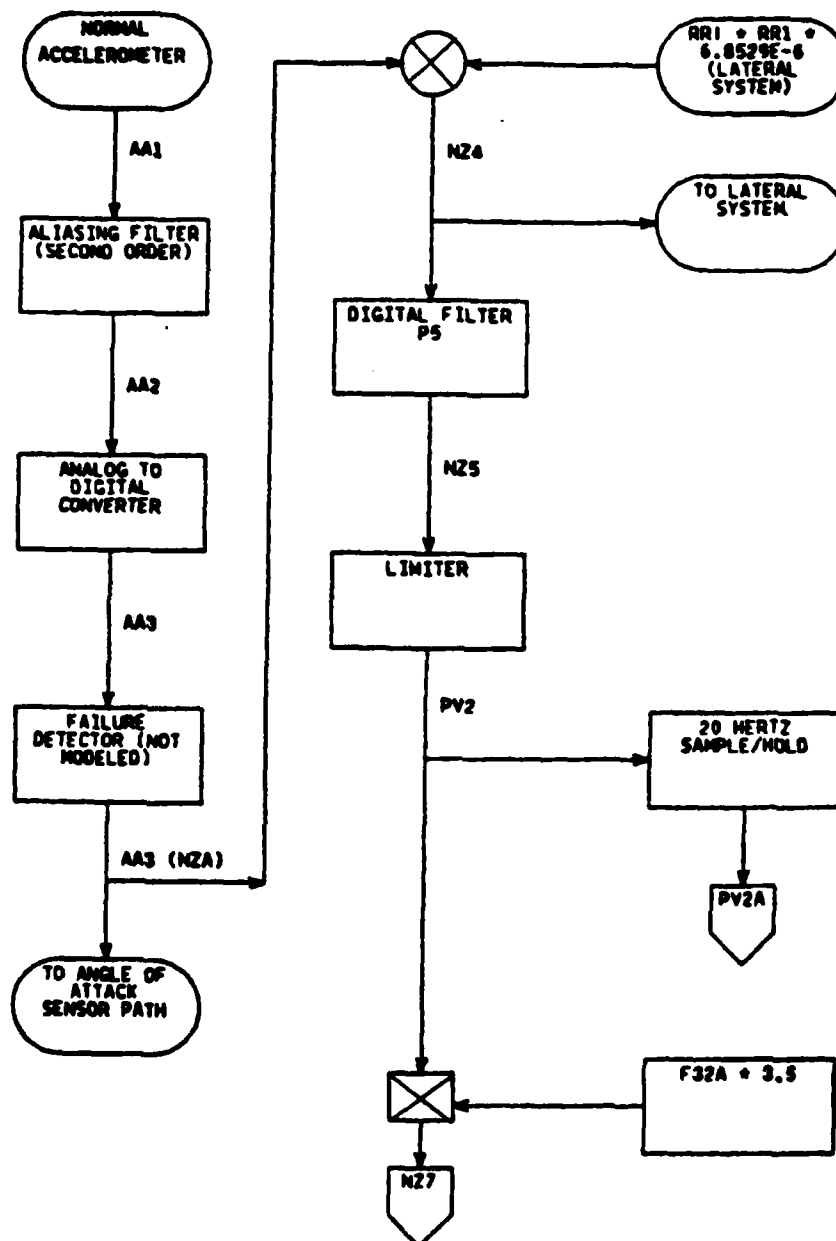 NORMAL
ACCELEROMETER
AA1
ALIASING FILTER
(SECOND ORDER)
AA2
ANALOG TO
DIGITAL
CONVERTER
AA3
FAILURE
DETECTOR (NOT
MODELED)
AA3 (NZA)
TO ANGLE OF
ATTACK
SENSOR PATH
RR1 * RR1 *
6.8529E-6
(LATERAL
SYSTEM)
NZ4
TO LATERAL
SYSTEM
DIGITAL FILTER
P5
NZ5
LIMITER
PV2
20 HERTZ
SAMPLE/HOLD
PV2A
F32A * 3.5
NZ7